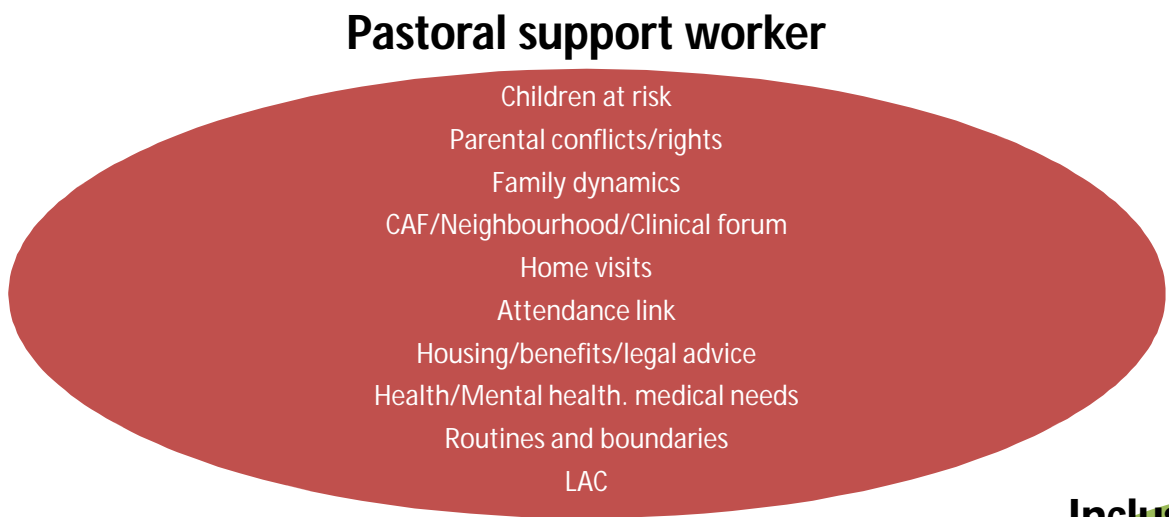 Pastoral support worker
Children at risk
Parental conflicts/rights
Family dynamics
CAF/Neighbourhood/Clinical forum
Home visits
Attendance link
Housing/benefits/legal advice
Health/Mental health. medical needs
Routines and boundaries
LAC